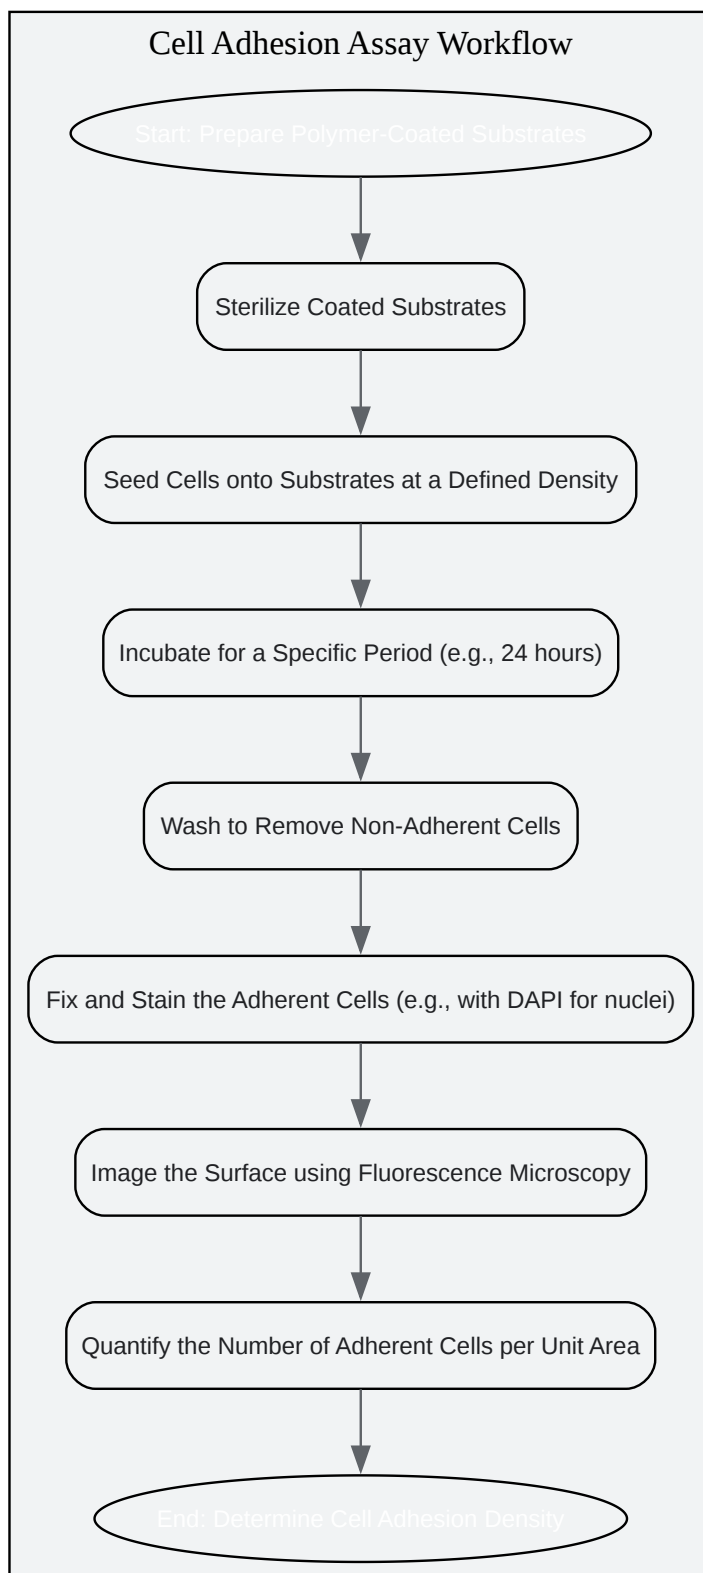 Cell Adhesion Assay Workflow
Start: Prepare Polymer-Coated Substrates
Sterilize Coated Substrates
Seed Cells onto Substrates at a Defined Density
Incubate for a Specific Period (e.g., 24 hours)
Wash to Remove Non-Adherent Cells
Fix and Stain the Adherent Cells (e.g., with DAPI for nuclei)
Image the Surface using Fluorescence Microscopy
Quantify the Number of Adherent Cells per Unit Area
End: Determine Cell Adhesion Density